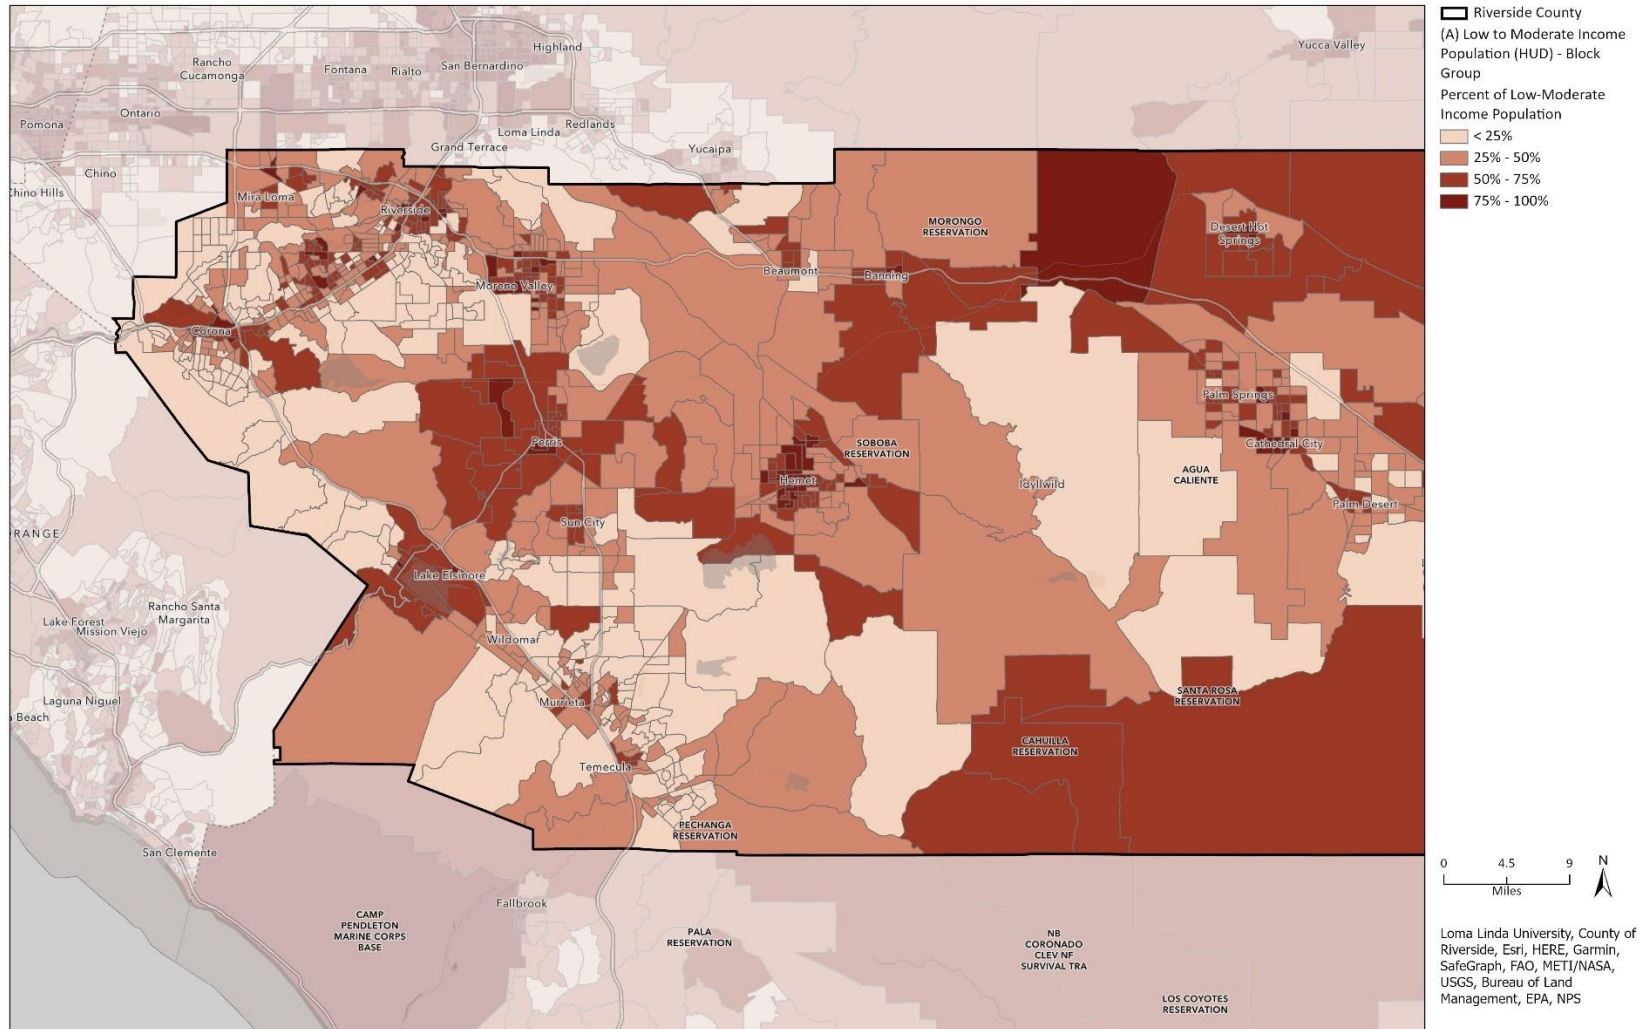 Riverside County
(A) Low to Moderate Income
Population (HUD) - Block
Group
Percent of Low-Moderate
Income Population
< 25%
25% - 50%
50% - 75%
75% - 100%
Highland
Yucca Valley
Rancho
Cucamonga
Fontana
Rialto
San Bernardino
Ontario
Pomona
Redlands
Loma Linda
Grand Terrace
Yucaipa
Chino
Chino Hills
Mira Loma
Riverside
MORONGO
RESERVATION
Desert Hot
Springs
Beaumont
Banning
Moreno Valley
Corona
Palm Springs
Perris
SOBOBA
RESERVATION
Cathedral City
AGUA
CALIENTE
Hemet
Idyllwild
Palm Desert
Sun City
RANGE
Lake Elsinore
Rancho Santa
Margarita
Lake Forest
Mission Viejo
Wildomar
Laguna Niguel
a Beach
Murrieta
SANTA ROSA
RESERVATION
CAHUILLA
RESERVATION
Temecula
PECHANGA
RESERVATION
San Clemente
Fallbrook
CAMP
PENDLETON
MARINE CORPS
BASE
PALA
RESERVATION
NB
CORONADO
CLEV NF
SURVIVAL TRA
LOS COYOTES
RESERVATION
0 4.5 9
Miles
N
Loma Linda University, County of
Riverside, Esri, HERE, Garmin,
SafeGraph, FAO, METI/NASA,
USGS, Bureau of Land
Management, EPA, NPS